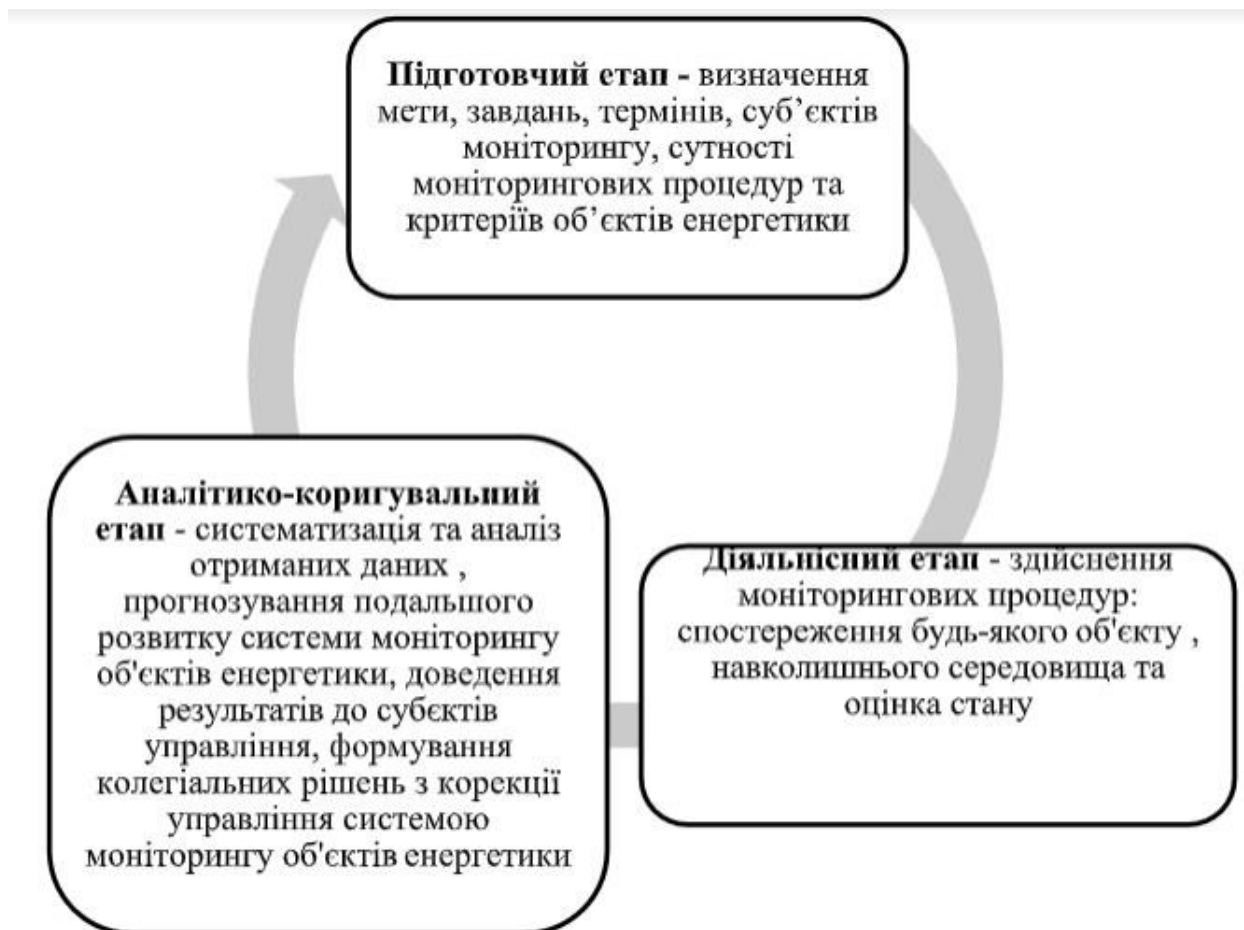 Підготовчий етап - визначення
мети, завдань, термінів, суб’єктів
моніторингу, сутності
моніторингових процедур та
критеріїв об’єктів енергетики
Аналітико-коригувальний
етап - систематизація та аналіз
отриманих даних ,
прогнозування подальшого
розвитку системи моніторингу
об'єктів енергетики, доведення
результатів до субєктів
управління, формування
колегіальних рішень з корекції
управління системою
моніторингу об'єктів енергетики
Діяльнісний етап - здійснення
моніторингових процедур:
спостереження будь-якого об'єкту ,
навколишнього середовища та
оцінка стану